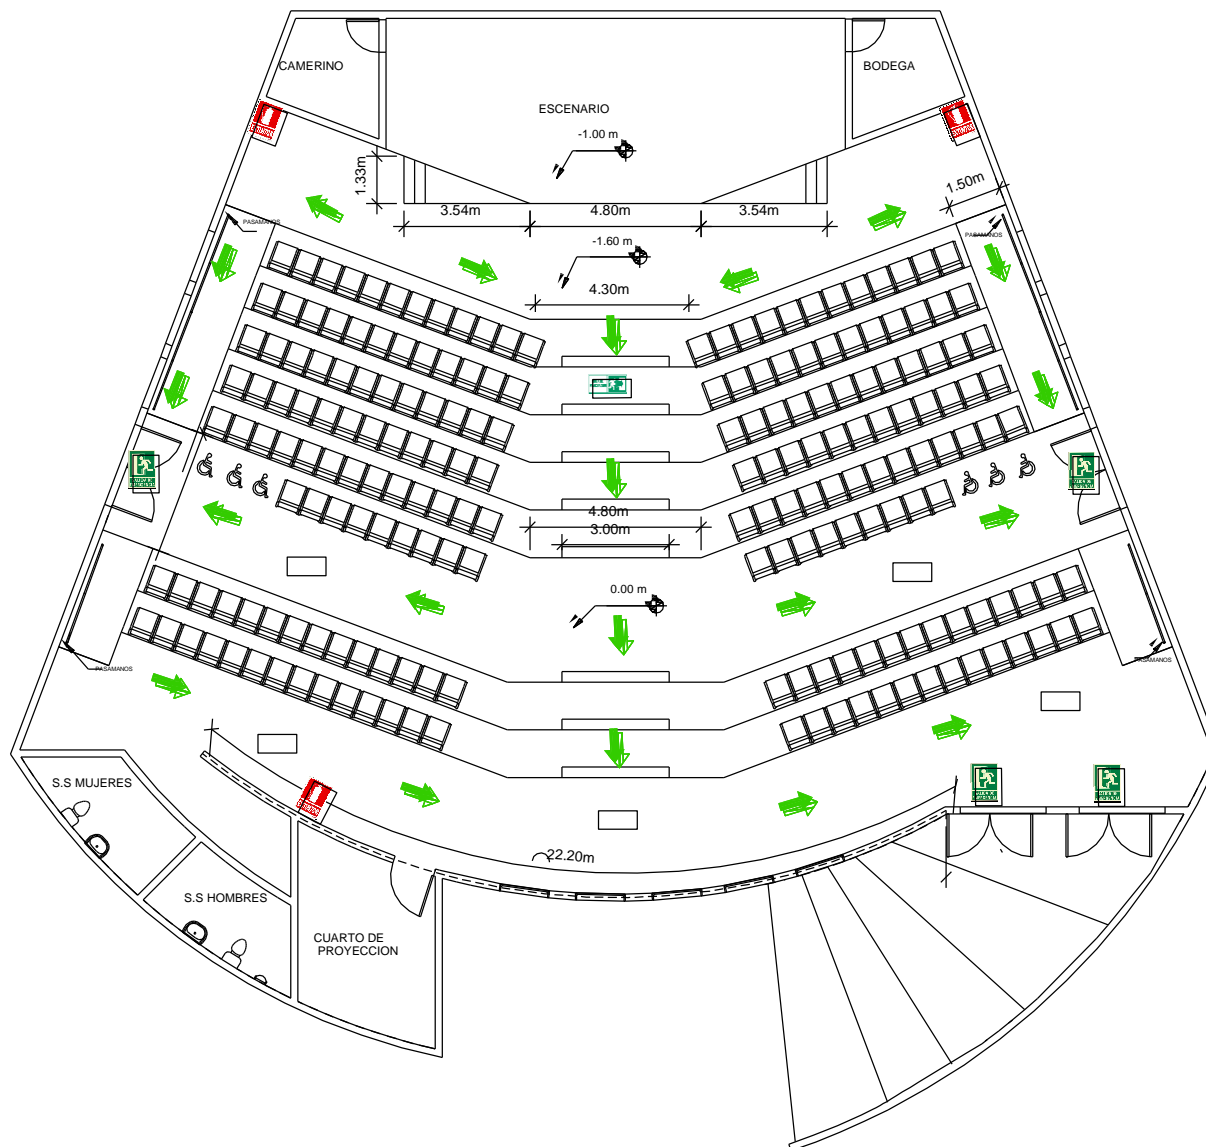 CAMERINO
BODEGA
ESCENARIO
-1.00 m
1.33m
1.50m
3.54m
4.80m
3.54m
PASAMANOS
PASAMANOS
-1.60 m
4.30m
4.80m
3.00m
0.00 m
PASAMANOS
PASAMANOS
S.S MUJERES
22.20m
S.S HOMBRES
CUARTO DE
PROYECCION